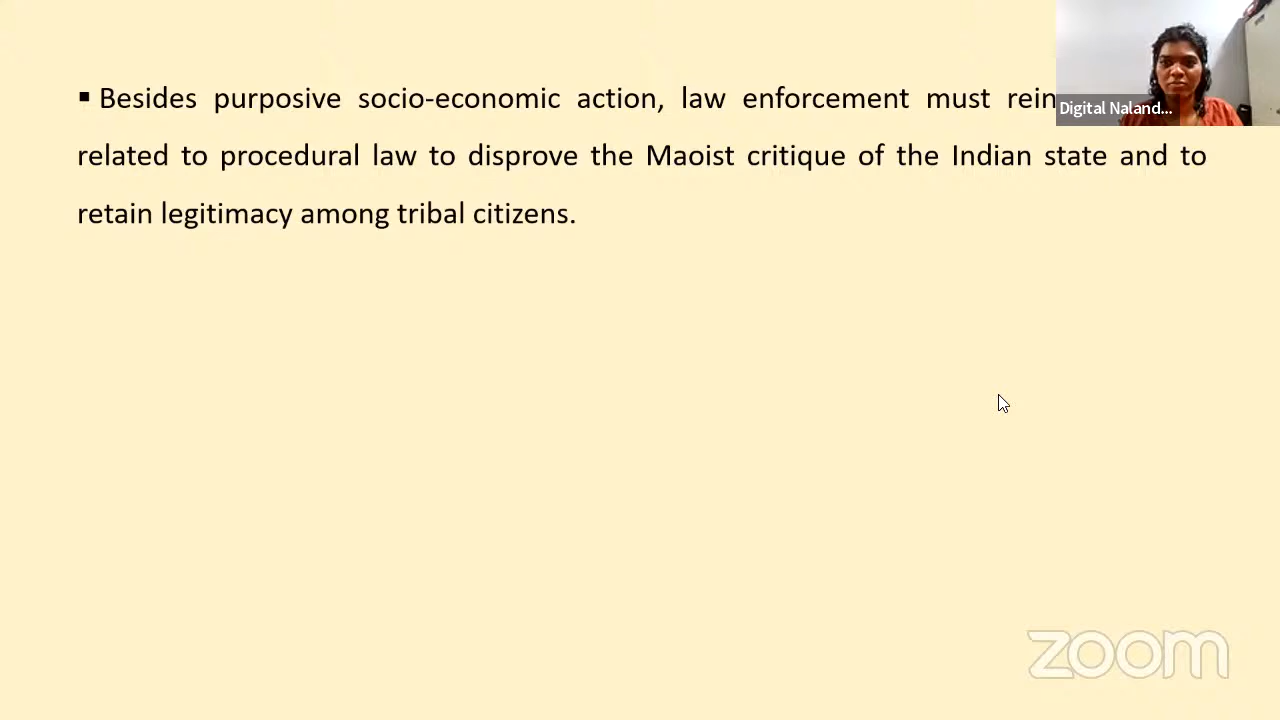 ▪ Besides purposive socio-economic action, law enforcement must
related to procedural law to disprove the Maoist critique of the Indian state and to
retain legitimacy among tribal citizens.
Digital Naland...
zoom